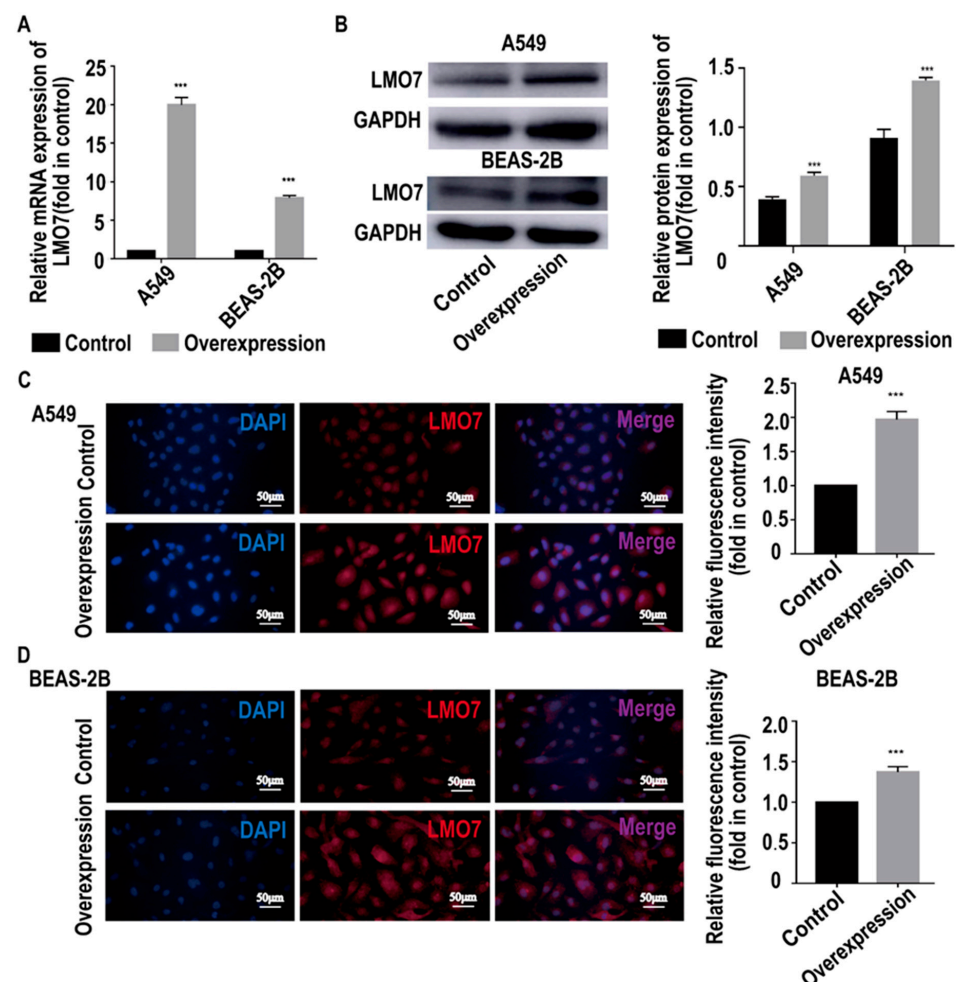 A
Relative mRNA expression of
LMO7(fold in control)
25
20
15
10
5
0
***
***
A549
BEAS-2B
Control
Overexpression
B
A549
LMO7
GAPDH
BEAS-2B
LMO7
GAPDH
Control
Overexpression
Relative protein expression of
LMO7(fold in control)
1.5
1.0
0.5
0
***
***
A549
BEAS-2B
Control
Overexpression
C
A549
Control
DAPI
50μm
LMO7
50μm
Merge
50μm
Overexpression
DAPI
50μm
LMO7
50μm
Merge
50μm
A549
Relative fluorescence intensity
(fold in control)
2.5
2.0
1.5
1.0
0.5
0
***
Control
Overexpression
D
BEAS-2B
Control
DAPI
50μm
LMO7
50μm
Merge
50μm
Overexpression
DAPI
50μm
LMO7
50μm
Merge
50μm
BEAS-2B
Relative fluorescence intensity
(fold in control)
2.0
1.5
1.0
0.5
0
***
Control
Overexpression